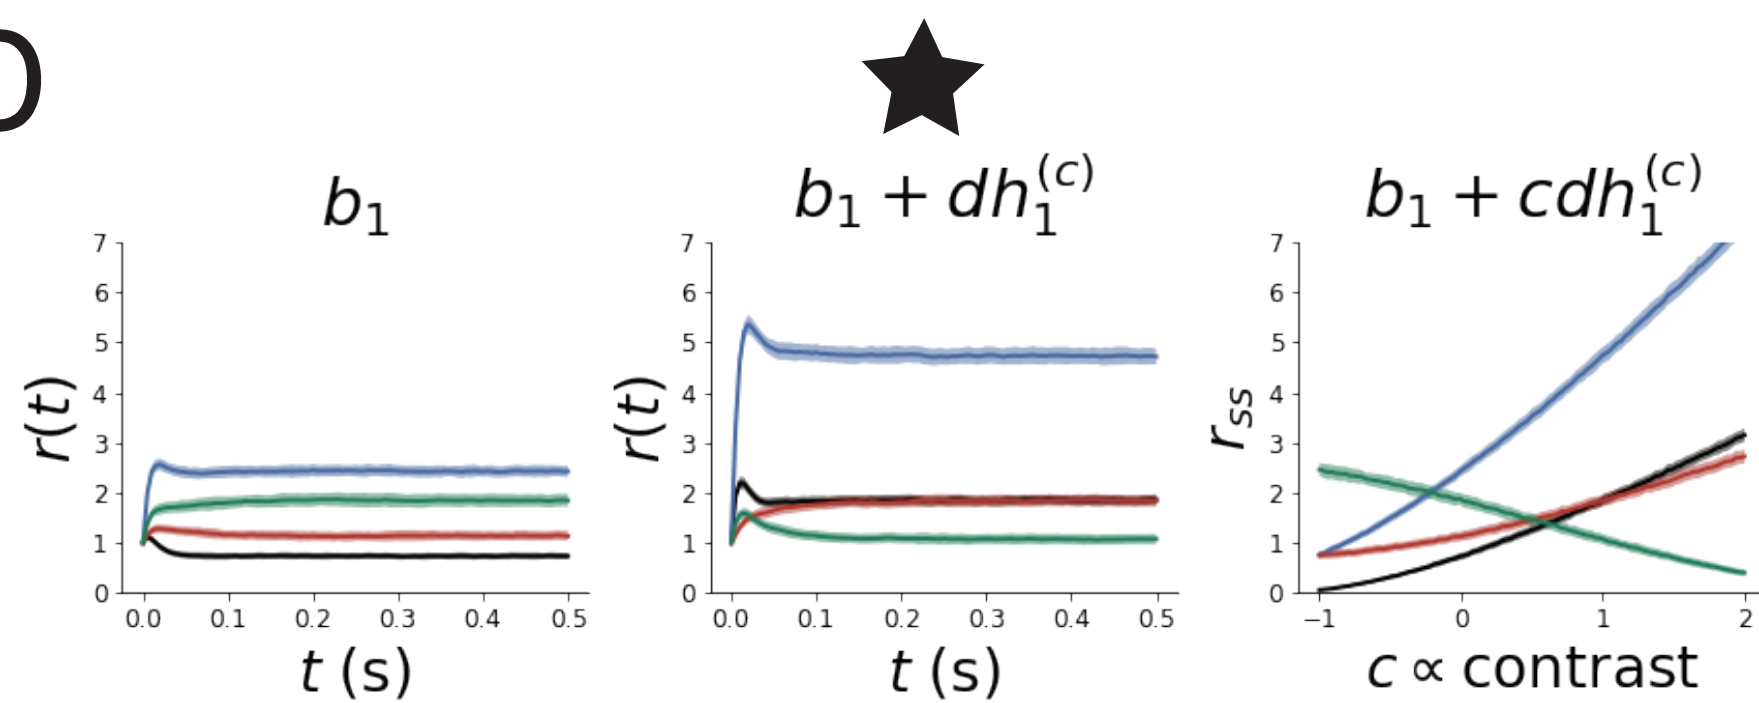 D
b₁
r(t)
7
6
5
4
3
2
1
0
0.0 0.1 0.2 0.3 0.4 0.5
t (s)
b₁ + dh₁⁽ᶜ⁾
r(t)
7
6
5
4
3
2
1
0
0.0 0.1 0.2 0.3 0.4 0.5
t (s)
b₁ + cdh₁⁽ᶜ⁾
rₛₛ
7
6
5
4
3
2
1
0
−1 0 1 2
c ∝ contrast